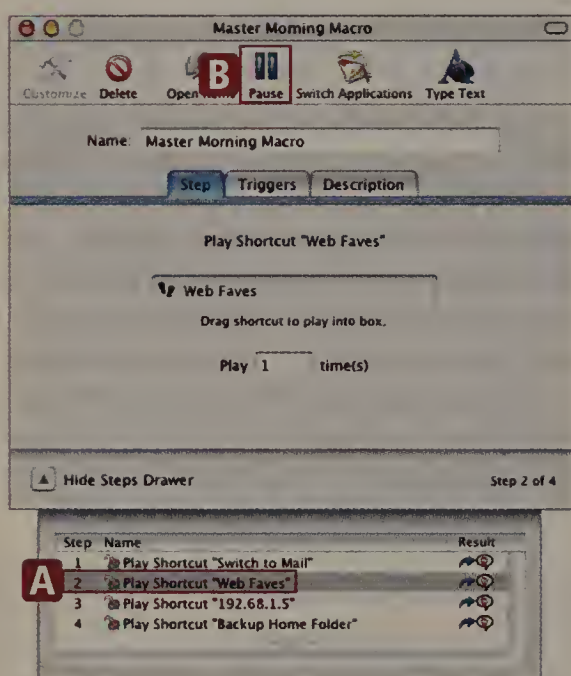 Master Morning Macro
Customize Delete Open Items Pause Switch Applications Type Text
B
Name: Master Morning Macro
Step Triggers Description
Play Shortcut "Web Faves"
Web Faves
Drag shortcut to play into box.
Play 1 time(s)
Hide Steps Drawer Step 2 of 4
Step Name Result
1 Play Shortcut "Switch to Mail"
A
2 Play Shortcut "Web Faves"
3 Play Shortcut "192.68.1.5"
4 Play Shortcut "Backup Home Folder"